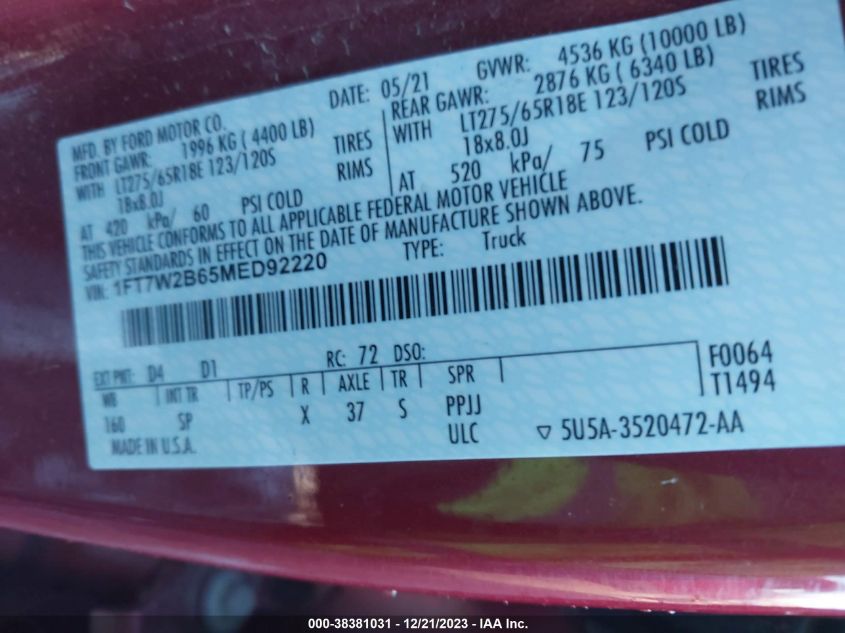 MFD. BY FORD MOTOR CO.
DATE: 05/21 GVWR: 4536 KG (10000 LB)
FRONT GAWR: 1996 KG ( 4400 LB)
REAR GAWR: 2876 KG ( 6340 LB)
WITH LT275/65R18E 123/120S TIRES
WITH LT275/65R18E 123/120S TIRES
18x8.0J RIMS
18x8.0J RIMS
AT 420 kPa/ 60 PSI COLD
AT 520 kPa/ 75 PSI COLD
THIS VEHICLE CONFORMS TO ALL APPLICABLE FEDERAL MOTOR VEHICLE
SAFETY STANDARDS IN EFFECT ON THE DATE OF MANUFACTURE SHOWN ABOVE.
VIN: 1FT7W2B65MED92220 TYPE: Truck
EXT PNT: D4 D1 RC: 72 DSO:
WB INT TR TP/PS R AXLE TR SPR F0064
160 SP X 37 S PPJJ T1494
MADE IN U.S.A. ULC ▽ 5U5A-3520472-AA
000-38381031 - 12/21/2023 - IAA Inc.